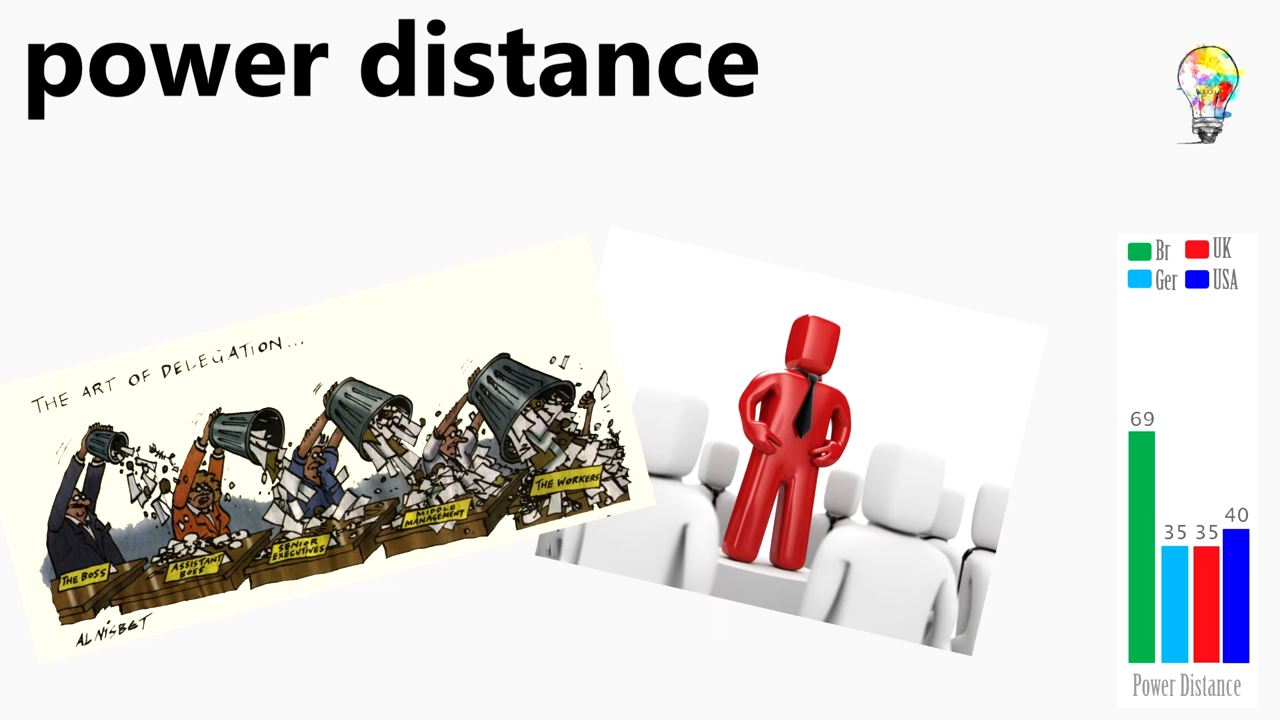 power distance
THE ART OF DELEGATION...
THE BOSS
ASSISTANT
BOSS
SENIOR
EXECUTIVES
MIDDLE
MANAGEMENT
THE WORKERS
AL NISBET
Br UK
Ger USA
69
35 35 40
Power Distance